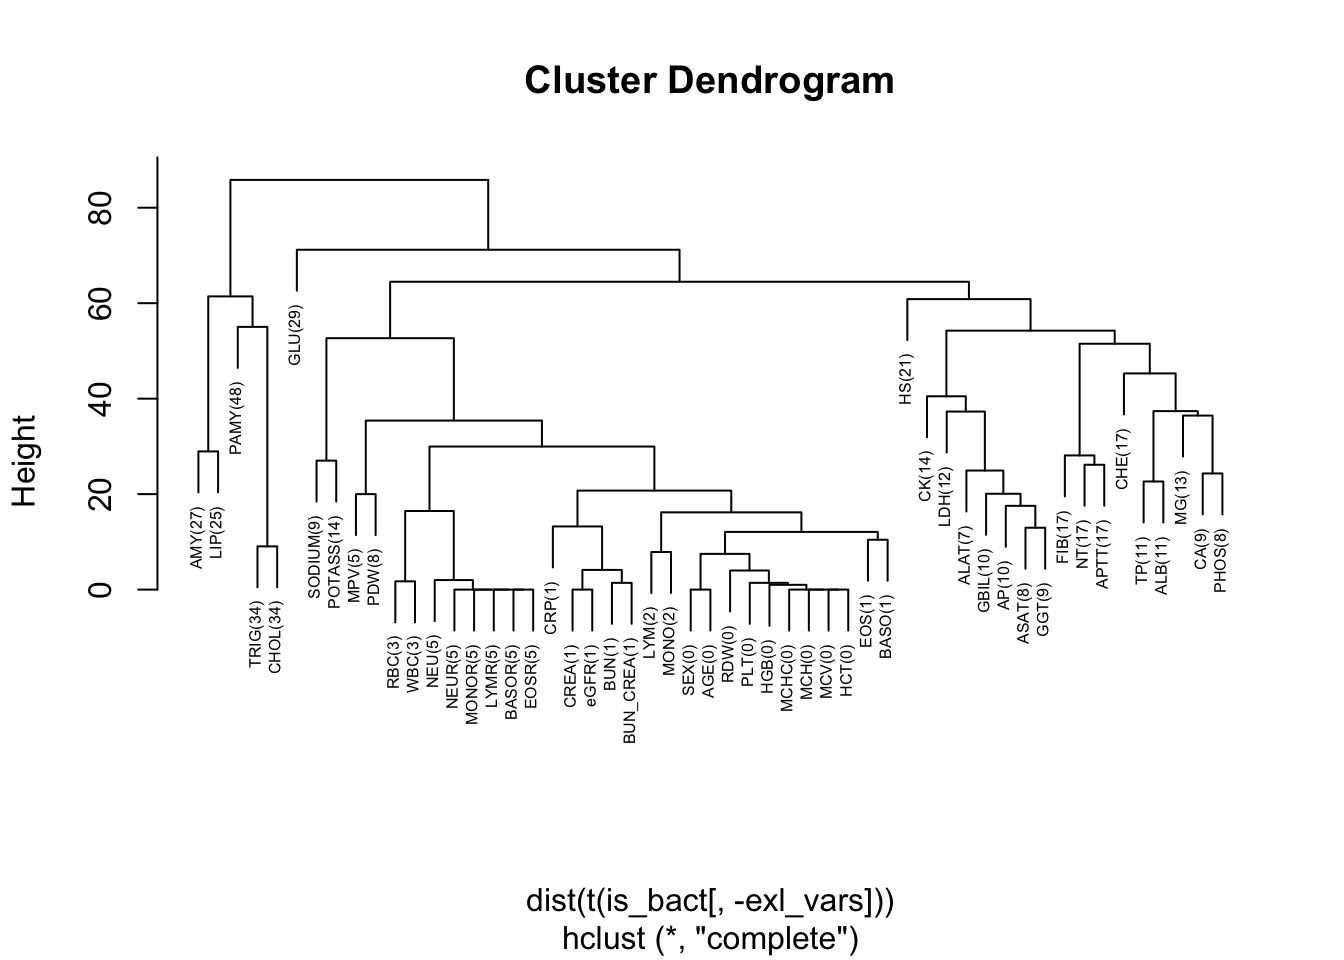 Cluster Dendrogram
Height
0
20
40
60
80
AMY(27)
LIP(25)
PAMY(48)
TRIG(34)
CHOL(34)
GLU(29)
SODIUM(9)
POTASS(14)
MPV(5)
PDW(8)
RBC(3)
WBC(3)
NEU(5)
NEUR(5)
MONOR(5)
LYMR(5)
BASOR(5)
EOSR(5)
CRP(1)
CREA(1)
eGFR(1)
BUN(1)
BUN_CREA(1)
LYM(2)
MONO(2)
SEX(0)
AGE(0)
RDW(0)
PLT(0)
HGB(0)
MCHC(0)
MCH(0)
MCV(0)
HCT(0)
EOS(1)
BASO(1)
HS(21)
CK(14)
LDH(12)
ALAT(7)
GBIL(10)
AP(10)
ASAT(8)
GGT(9)
FIB(17)
NT(17)
APTT(17)
CHE(17)
TP(11)
ALB(11)
MG(13)
CA(9)
PHOS(8)
dist(t(is_bact[, -exl_vars]))
hclust (*, "complete")